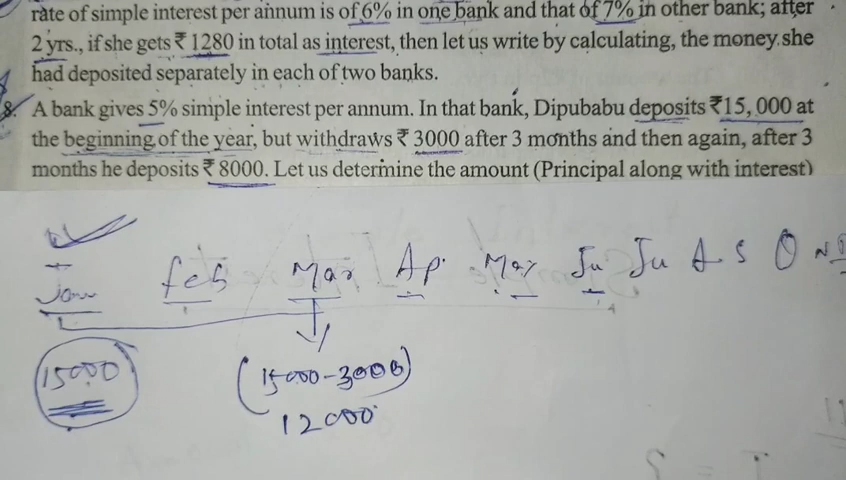 rate of simple interest per annum is of 6% in one bank and that of 7% in other bank; after
2 yrs., if she gets ₹ 1280 in total as interest, then let us write by calculating, the money she
had deposited separately in each of two banks.
8. A bank gives 5% simple interest per annum. In that bank, Dipubabu deposits ₹15,000 at
the beginning of the year, but withdraws ₹ 3000 after 3 months and then again, after 3
months he deposits ₹ 8000. Let us determine the amount (Principal along with interest)
Jan Feb Mar Ap May Ju Ju A S O N
15000 (15000-3000)
12000